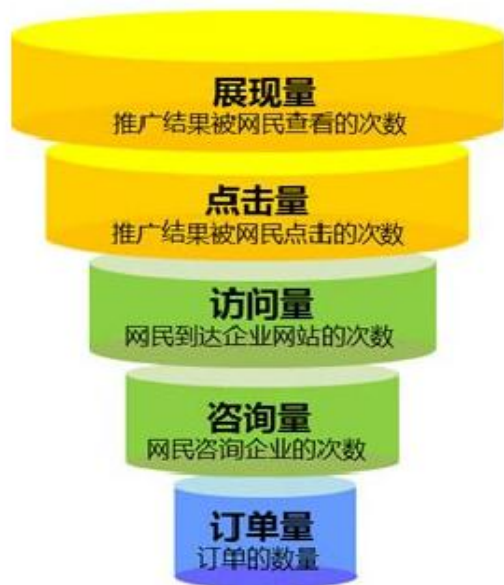 展现量
推广结果被网民查看的次数
点击量
推广结果被网民点击的次数
访问量
网民到达企业网站的次数
咨询量
网民咨询企业的次数
订单量
订单的数量